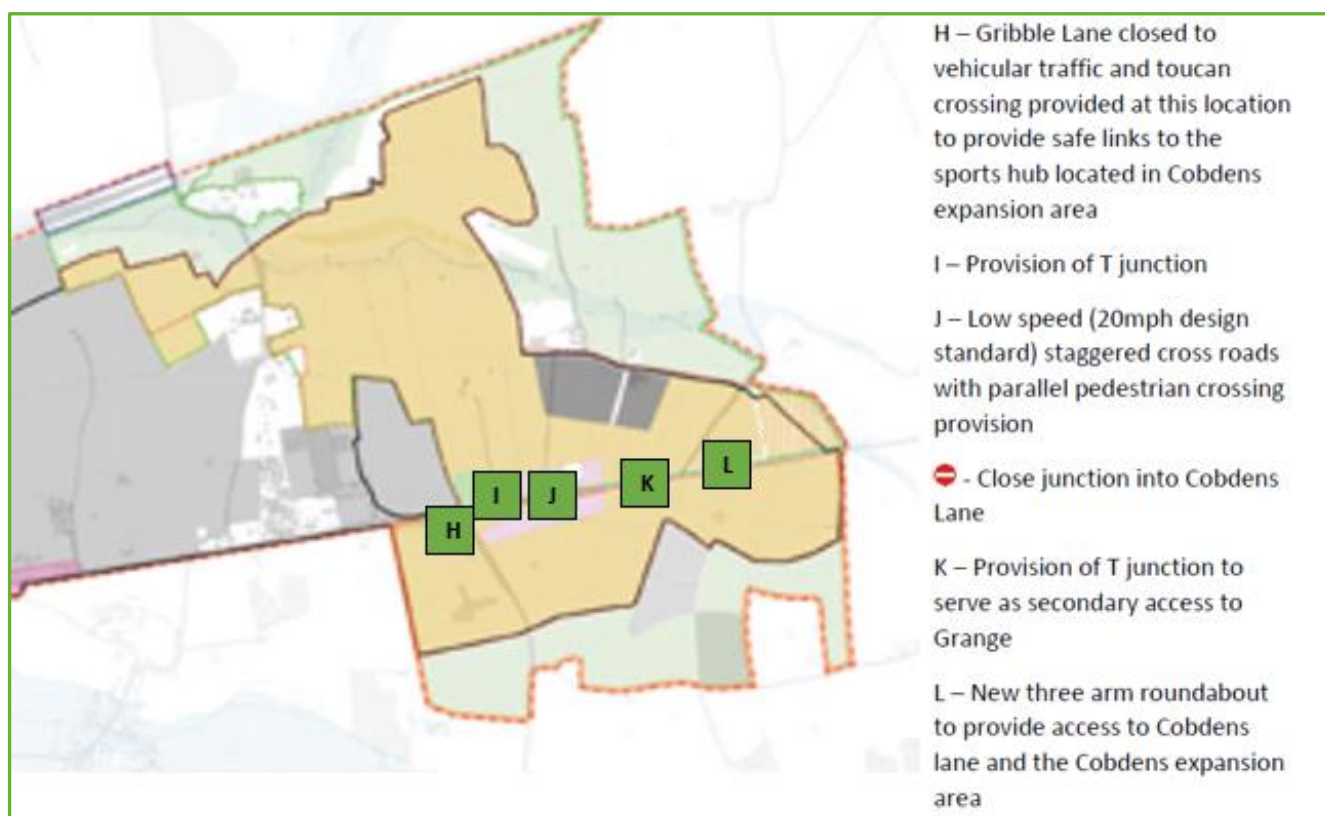 H – Gribble Lane closed to
vehicular traffic and toucan
crossing provided at this location
to provide safe links to the
sports hub located in Cobdens
expansion area
I – Provision of T junction
J – Low speed (20mph design
standard) staggered cross roads
with parallel pedestrian crossing
provision
- Close junction into Cobdens
Lane
K – Provision of T junction to
serve as secondary access to
Grange
L – New three arm roundabout
to provide access to Cobdens
lane and the Cobdens expansion
area
H
I
J
K
L